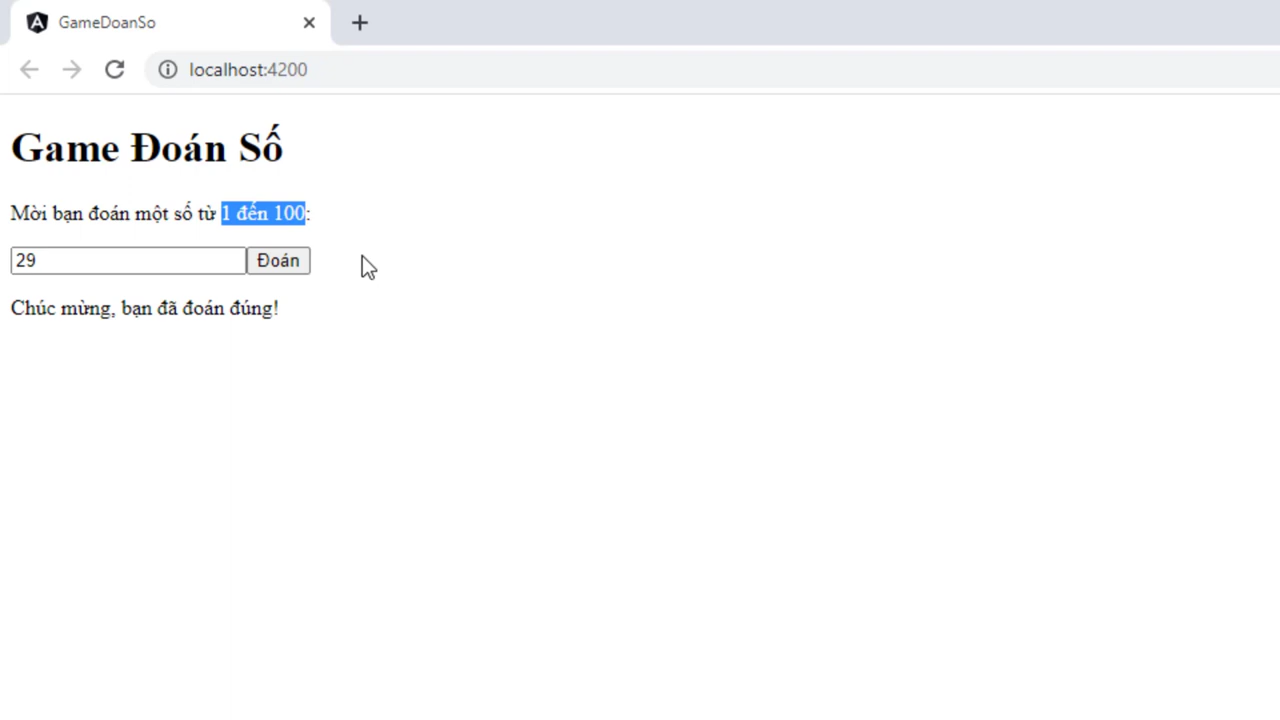 GameDoanSo
localhost:4200
Game Đoán Số
Mời bạn đoán một số từ 1 đến 100:
29 Đoán
Chúc mừng, bạn đã đoán đúng!